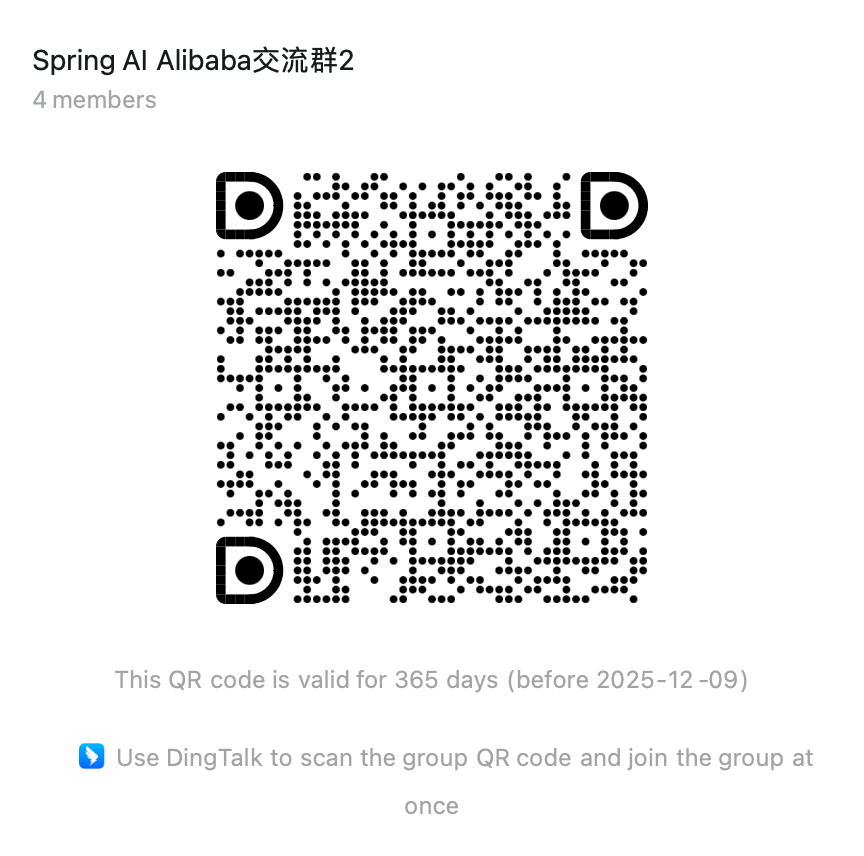 Spring AI Alibaba交流群2
4 members
This QR code is valid for 365 days (before 2025-12-09)
Use DingTalk to scan the group QR code and join the group at
once